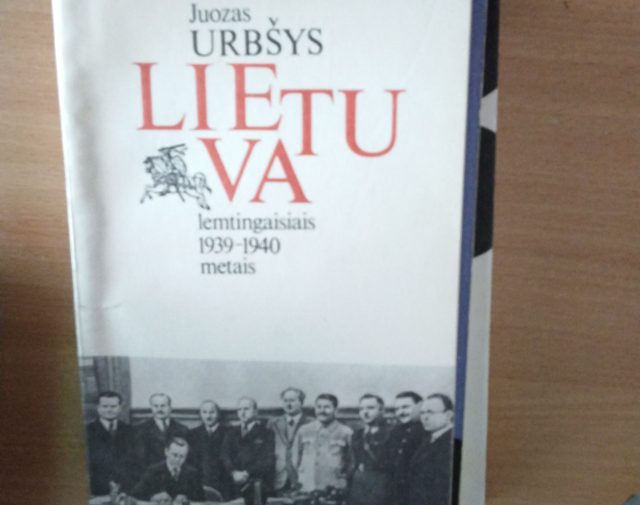 Juozas
URBŠYS
LIETU
VA
lemtingaisiais
1939-1940
metais